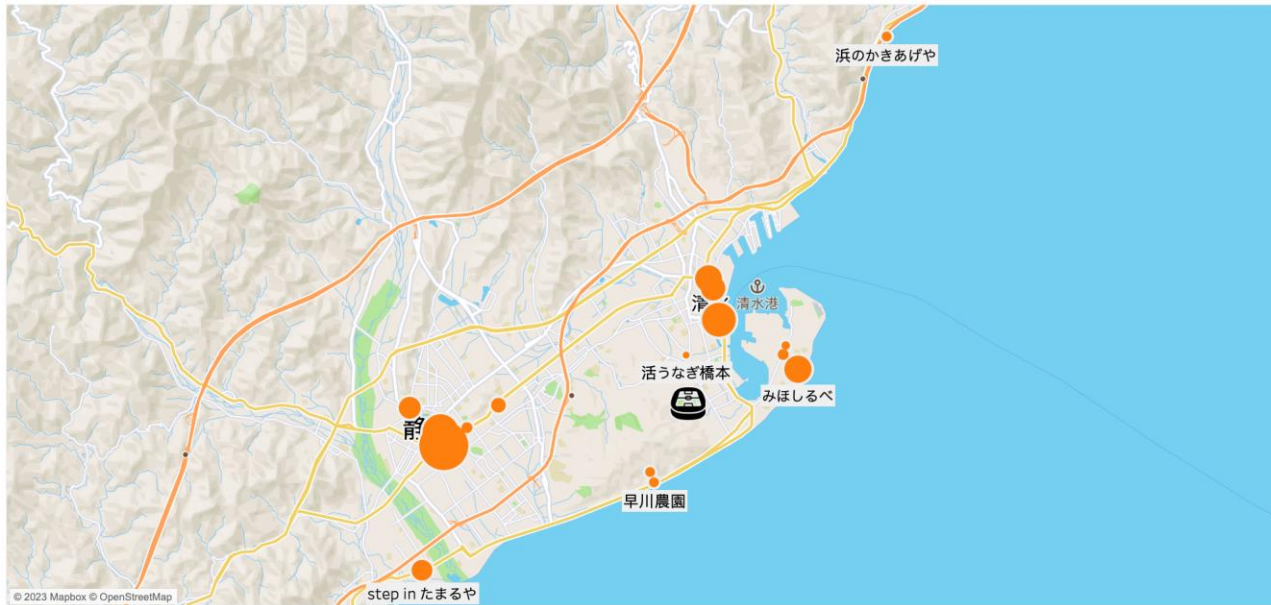 浜のかきあげや
清水港
活うなぎ橋本
みほしるべ
早川農園
step in たまるや
© 2023 Mapbox © OpenStreetMap